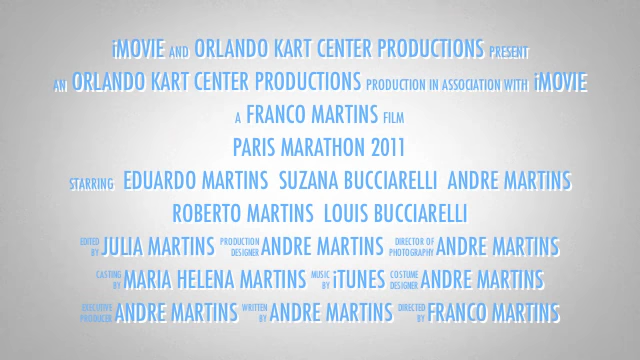 iMOVIE AND ORLANDO KART CENTER PRODUCTIONS PRESENT
AN ORLANDO KART CENTER PRODUCTIONS PRODUCTION IN ASSOCIATION WITH iMOVIE
A FRANCO MARTINS FILM
PARIS MARATHON 2011
STARRING EDUARDO MARTINS SUZANA BUCCIARELLI ANDRE MARTINS
ROBERTO MARTINS LOUIS BUCCIARELLI
EDITED BY JULIA MARTINS PRODUCTION DESIGNER ANDRE MARTINS DIRECTOR OF PHOTOGRAPHY ANDRE MARTINS
CASTING BY MARIA HELENA MARTINS MUSIC BY iTUNES COSTUME DESIGNER ANDRE MARTINS
EXECUTIVE PRODUCER ANDRE MARTINS WRITTEN BY ANDRE MARTINS DIRECTED BY FRANCO MARTINS